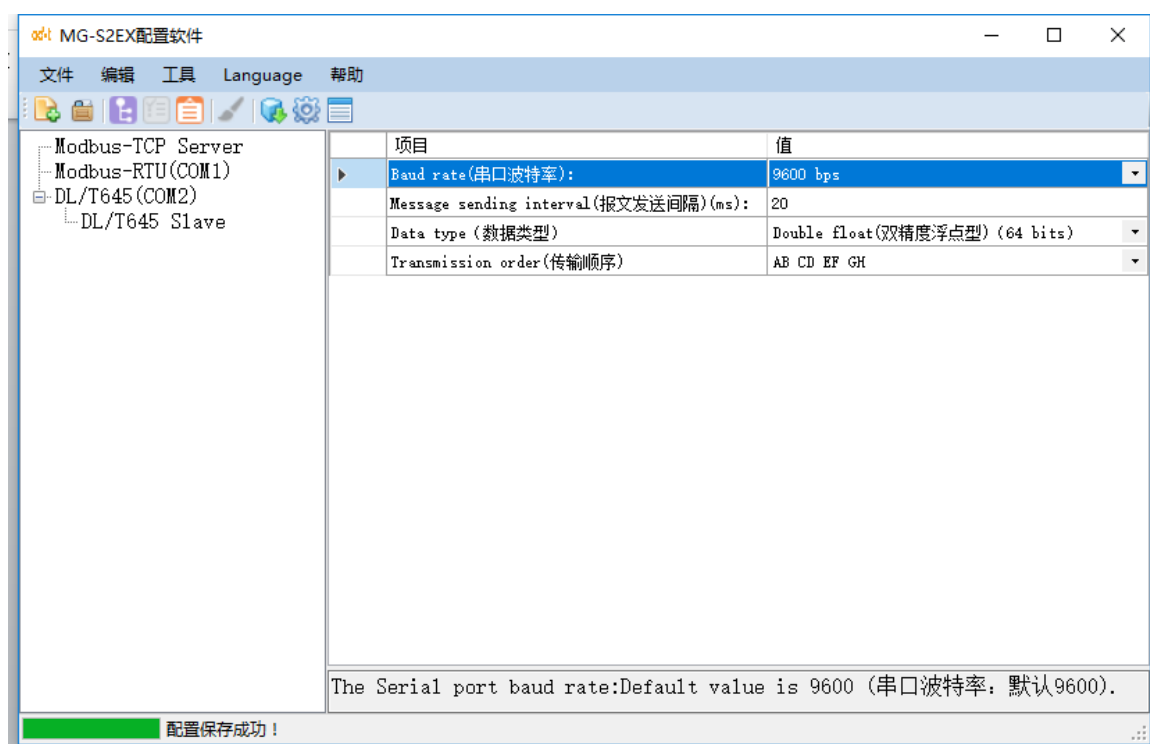 odot MG-S2EX配置软件
文件 编辑 工具 Language 帮助
Modbus-TCP Server
Modbus-RTU(COM1)
DL/T645(COM2)
DL/T645 Slave
项目 值
Baud rate(串口波特率): 9600 bps
Message sending interval(报文发送间隔)(ms): 20
Data type（数据类型） Double float(双精度浮点型) (64 bits)
Transmission order(传输顺序) AB CD EF GH
The Serial port baud rate:Default value is 9600 (串口波特率：默认9600).
配置保存成功！